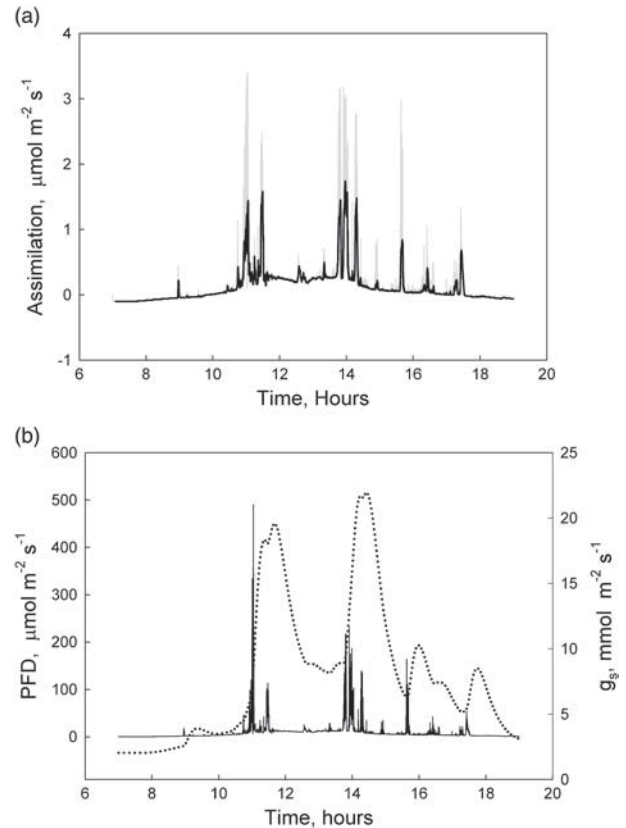 (a)
4
3
2
1
0
-1
Assimilation, μmol m⁻² s⁻¹
6 8 10 12 14 16 18 20
Time, Hours
(b)
600
500
400
300
200
100
0
PFD, μmol m⁻² s⁻¹
25
20
15
10
5
0
gs, mmol m⁻² s⁻¹
6 8 10 12 14 16 18 20
Time, hours